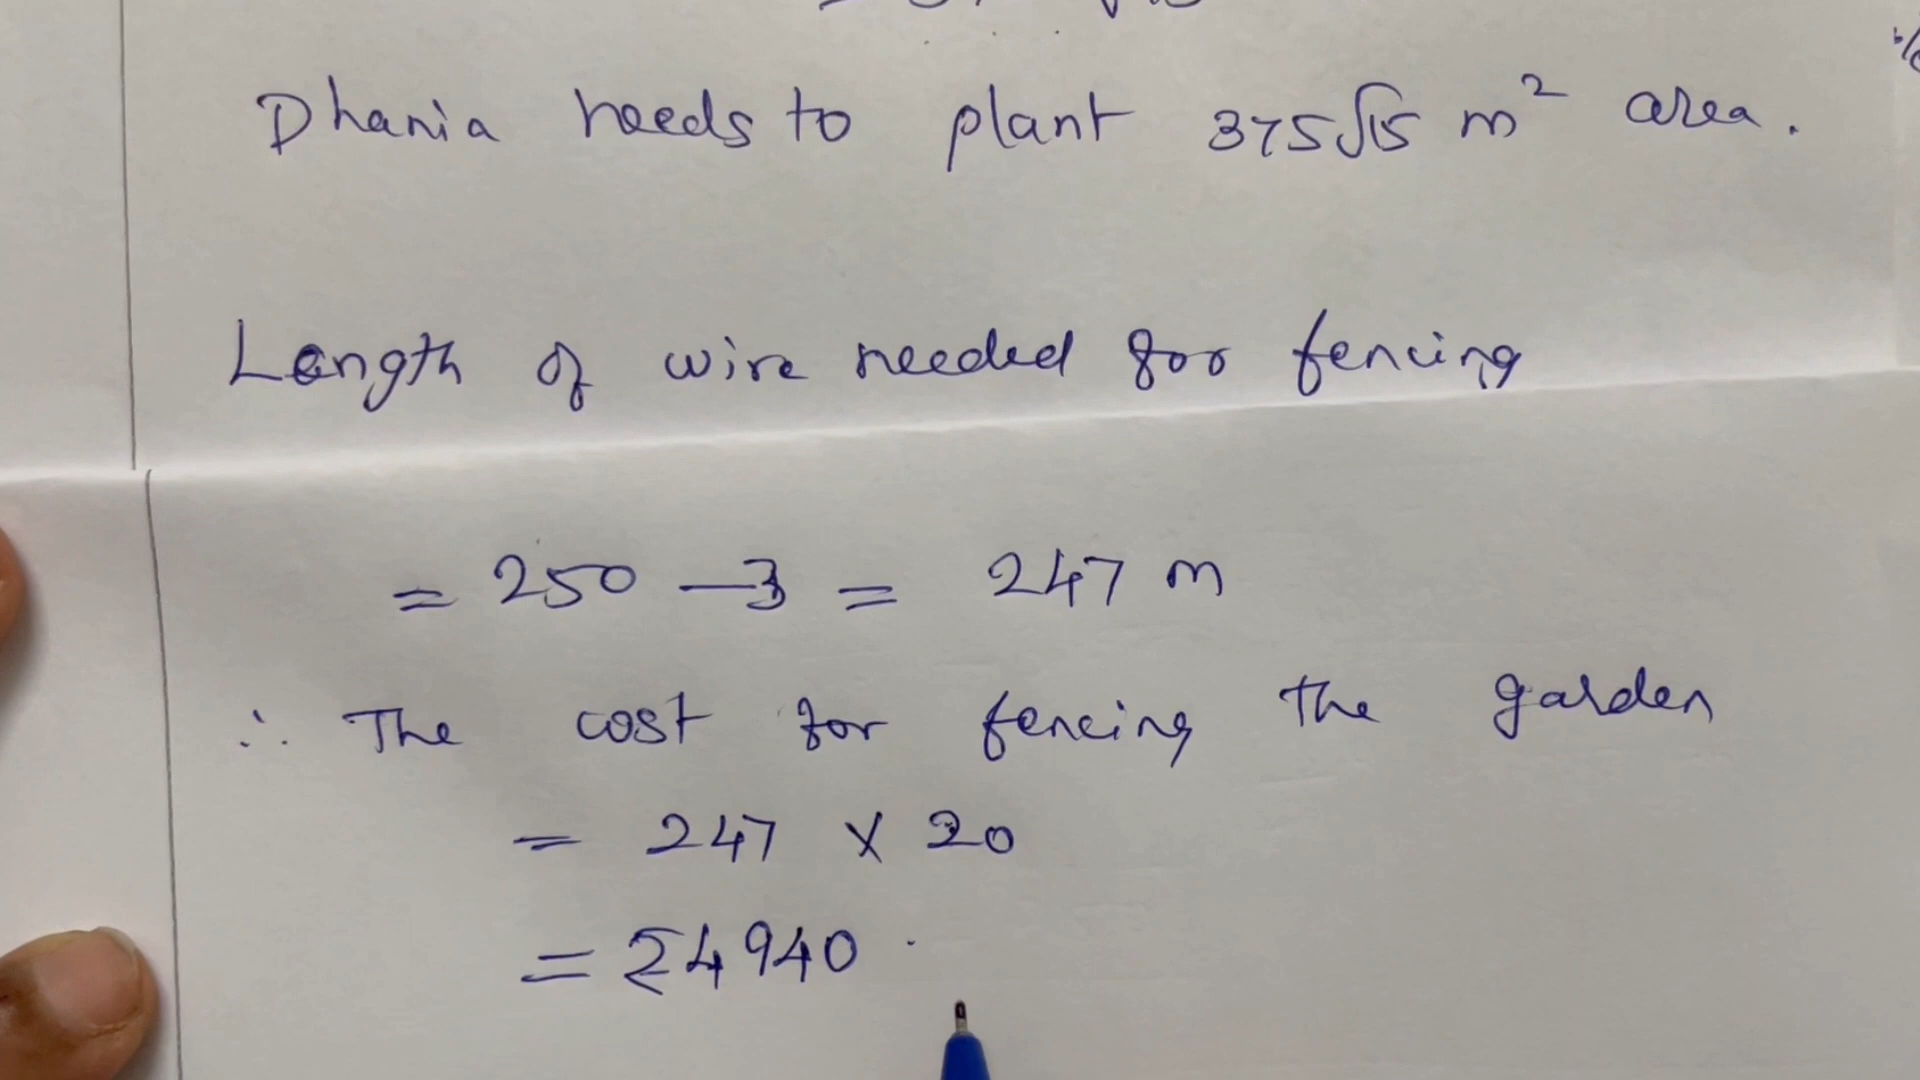 Dhania needs to plant 375√15 m² area.
Length of wire needed for fencing
= 250 - 3 = 247 m
∴ The cost for fencing the garden
= 247 × 20
= ₹4940